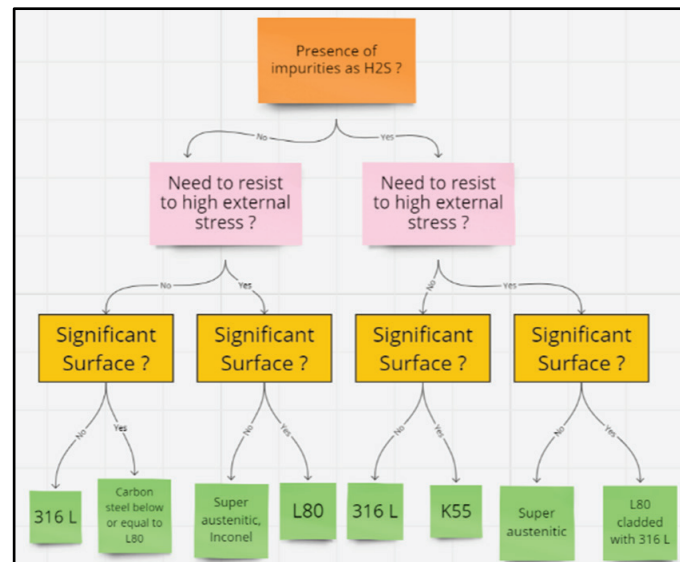 Presence of
impurities as H2S ?
No
Yes
Need to resist
to high external
stress ?
Need to resist
to high external
stress ?
No
Yes
No
Yes
Significant
Surface ?
Significant
Surface ?
Significant
Surface ?
Significant
Surface ?
No
Yes
No
Yes
No
Yes
No
Yes
316 L
Carbon
steel below
or equal to
L80
Super
austenitic,
Inconel
L80
316 L
K55
Super
austenitic
L80
cladded
with 316 L